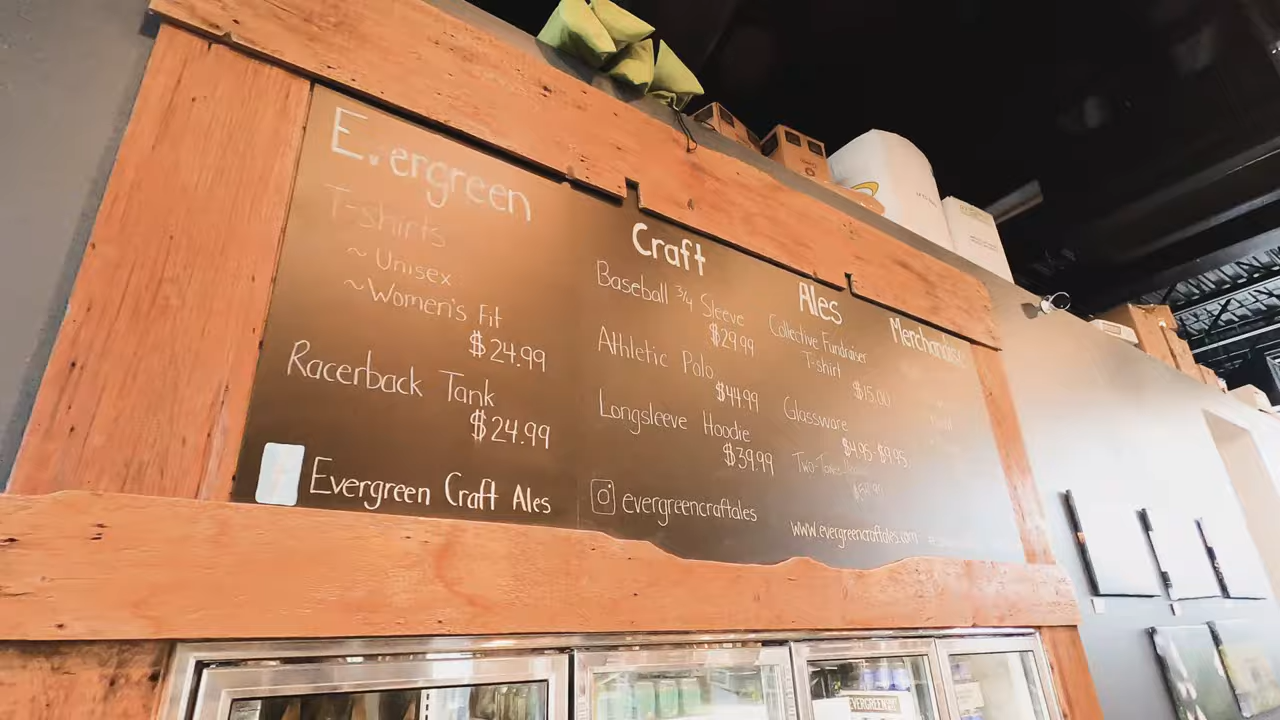 Evergreen
T-shirts
~ Unisex
~ Women's Fit
$24.99
Racerback Tank
$24.99
Evergreen Craft Ales
Craft
Baseball 3/4 Sleeve
$29.99
Athletic Polo
$44.99
Longsleeve Hoodie
$39.99
evergreencraftales
Ales
Collective Fundraiser
T-shirt
$15.00
Glassware
$4.95-$9.95
www.evergreencraftales.com
Merchandise
EVERGREEN